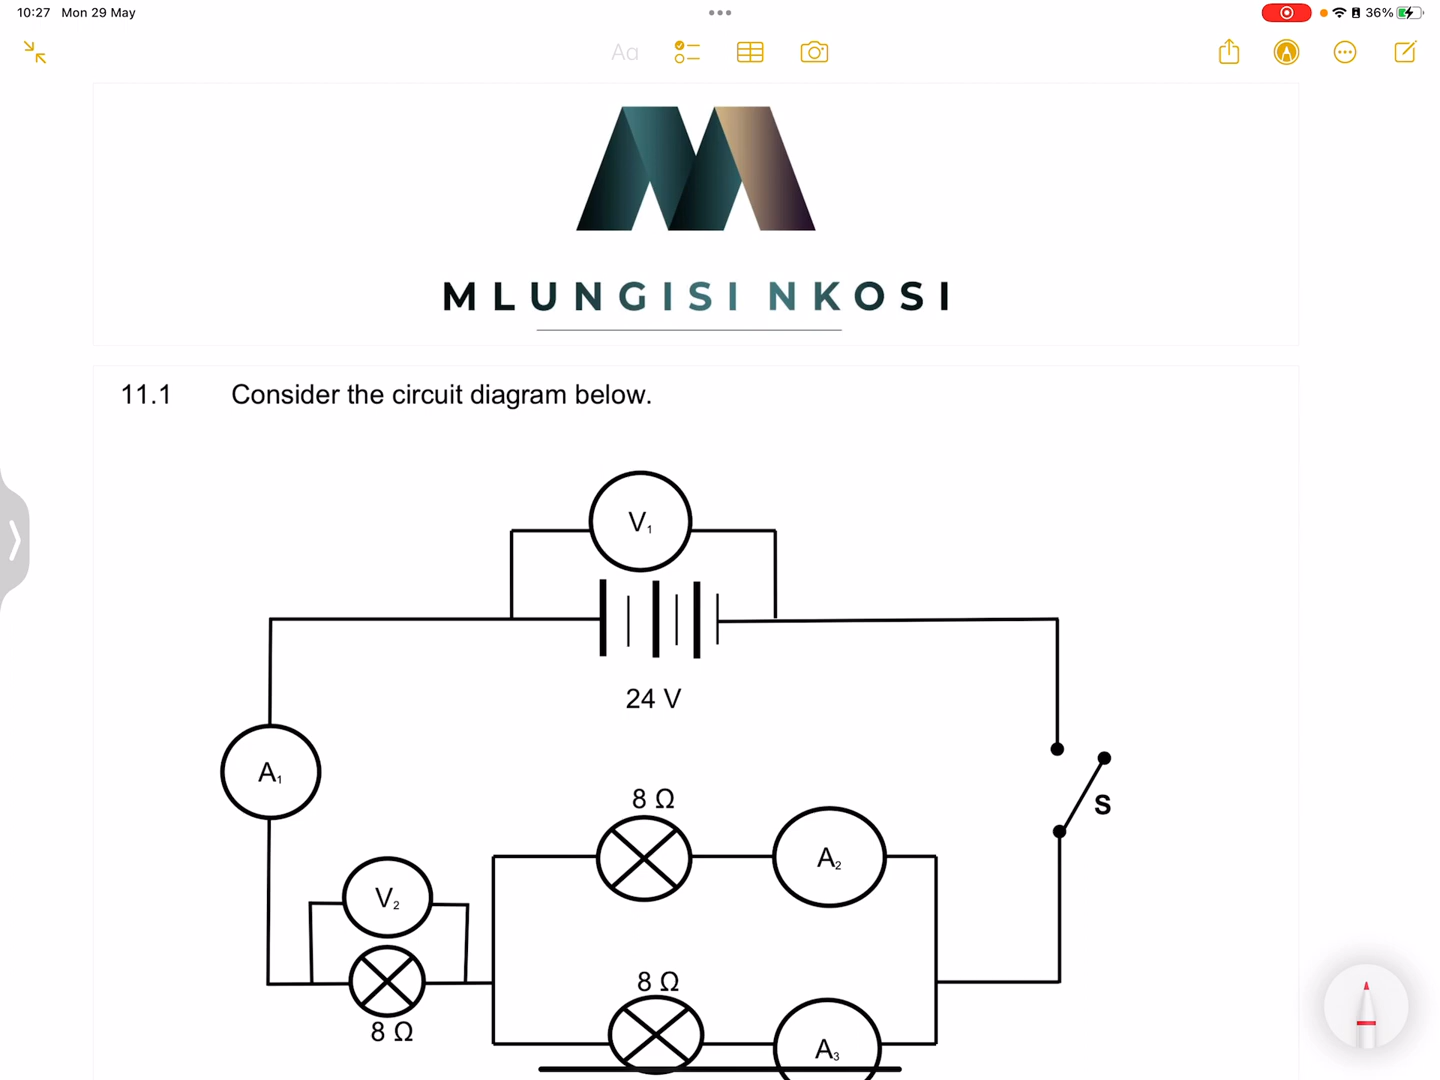 10:27 Mon 29 May
36%
Aa
MLUNGISI NKOSI
11.1 Consider the circuit diagram below.
V1
24 V
A1
S
8 Ω
A2
V2
8 Ω
8 Ω
A3